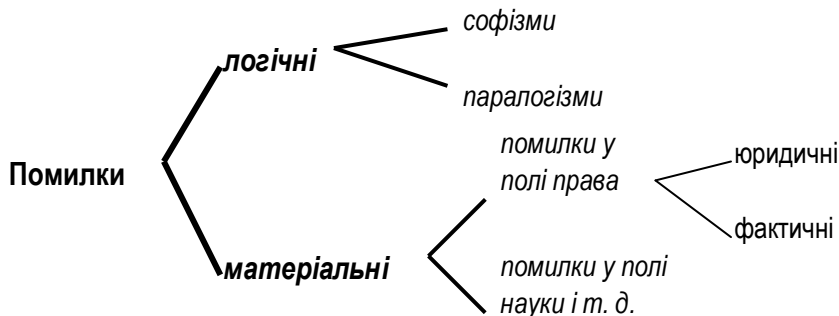 софізми
логічні
паралогізми
помилки у
полі права
юридичні
Помилки
фактичні
матеріальні
помилки у полі
науки і т. д.